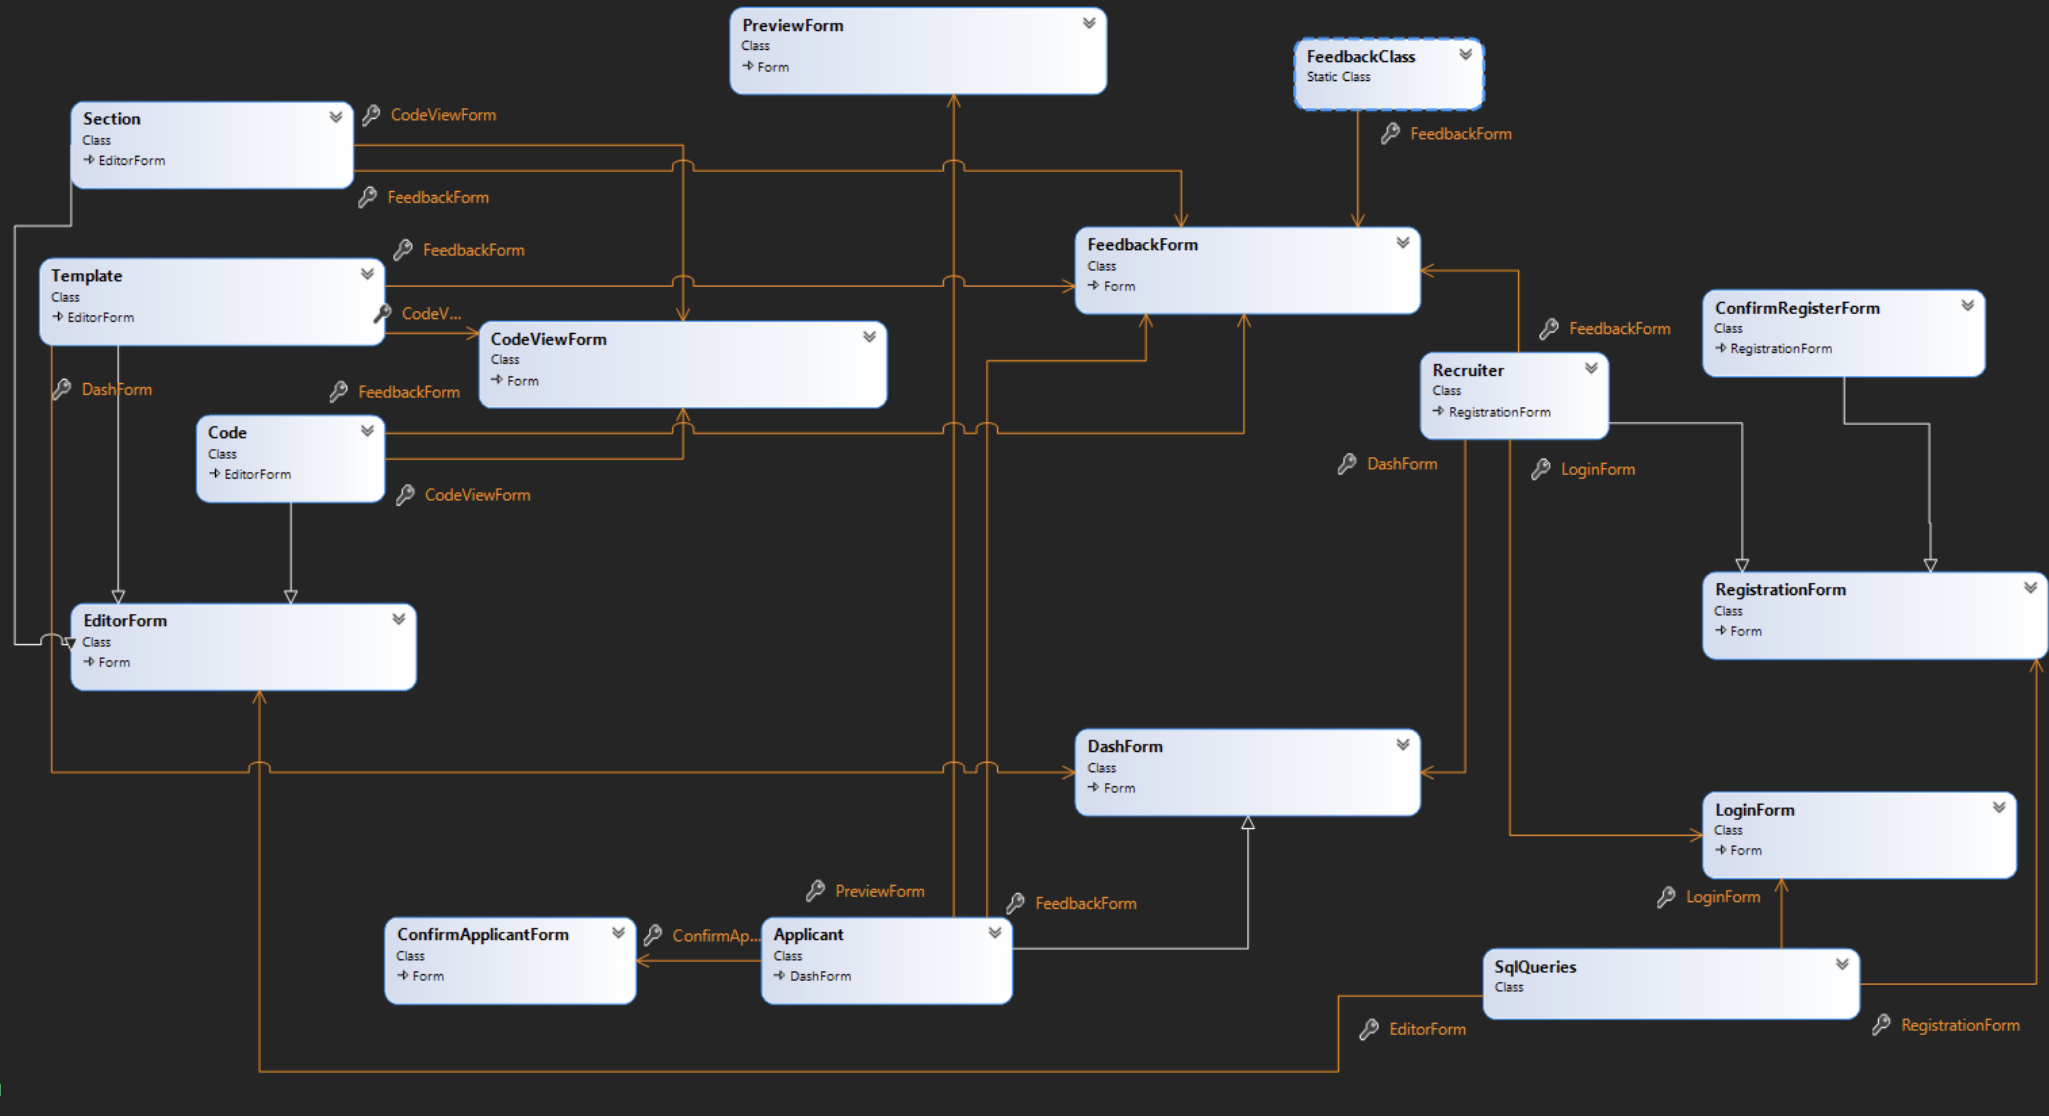 PreviewForm
Class
Form
FeedbackClass
Static Class
FeedbackForm
Section
Class
EditorForm
CodeViewForm
FeedbackForm
Template
Class
EditorForm
FeedbackForm
CodeV...
DashForm
FeedbackForm
Class
Form
CodeViewForm
Class
Form
ConfirmRegisterForm
Class
RegistrationForm
FeedbackForm
Recruiter
Class
RegistrationForm
DashForm
LoginForm
FeedbackForm
Code
Class
EditorForm
CodeViewForm
EditorForm
Class
Form
RegistrationForm
Class
Form
DashForm
Class
Form
LoginForm
Class
Form
LoginForm
PreviewForm
FeedbackForm
ConfirmApplicantForm
Class
Form
ConfirmAp...
Applicant
Class
DashForm
SqlQueries
Class
EditorForm
RegistrationForm